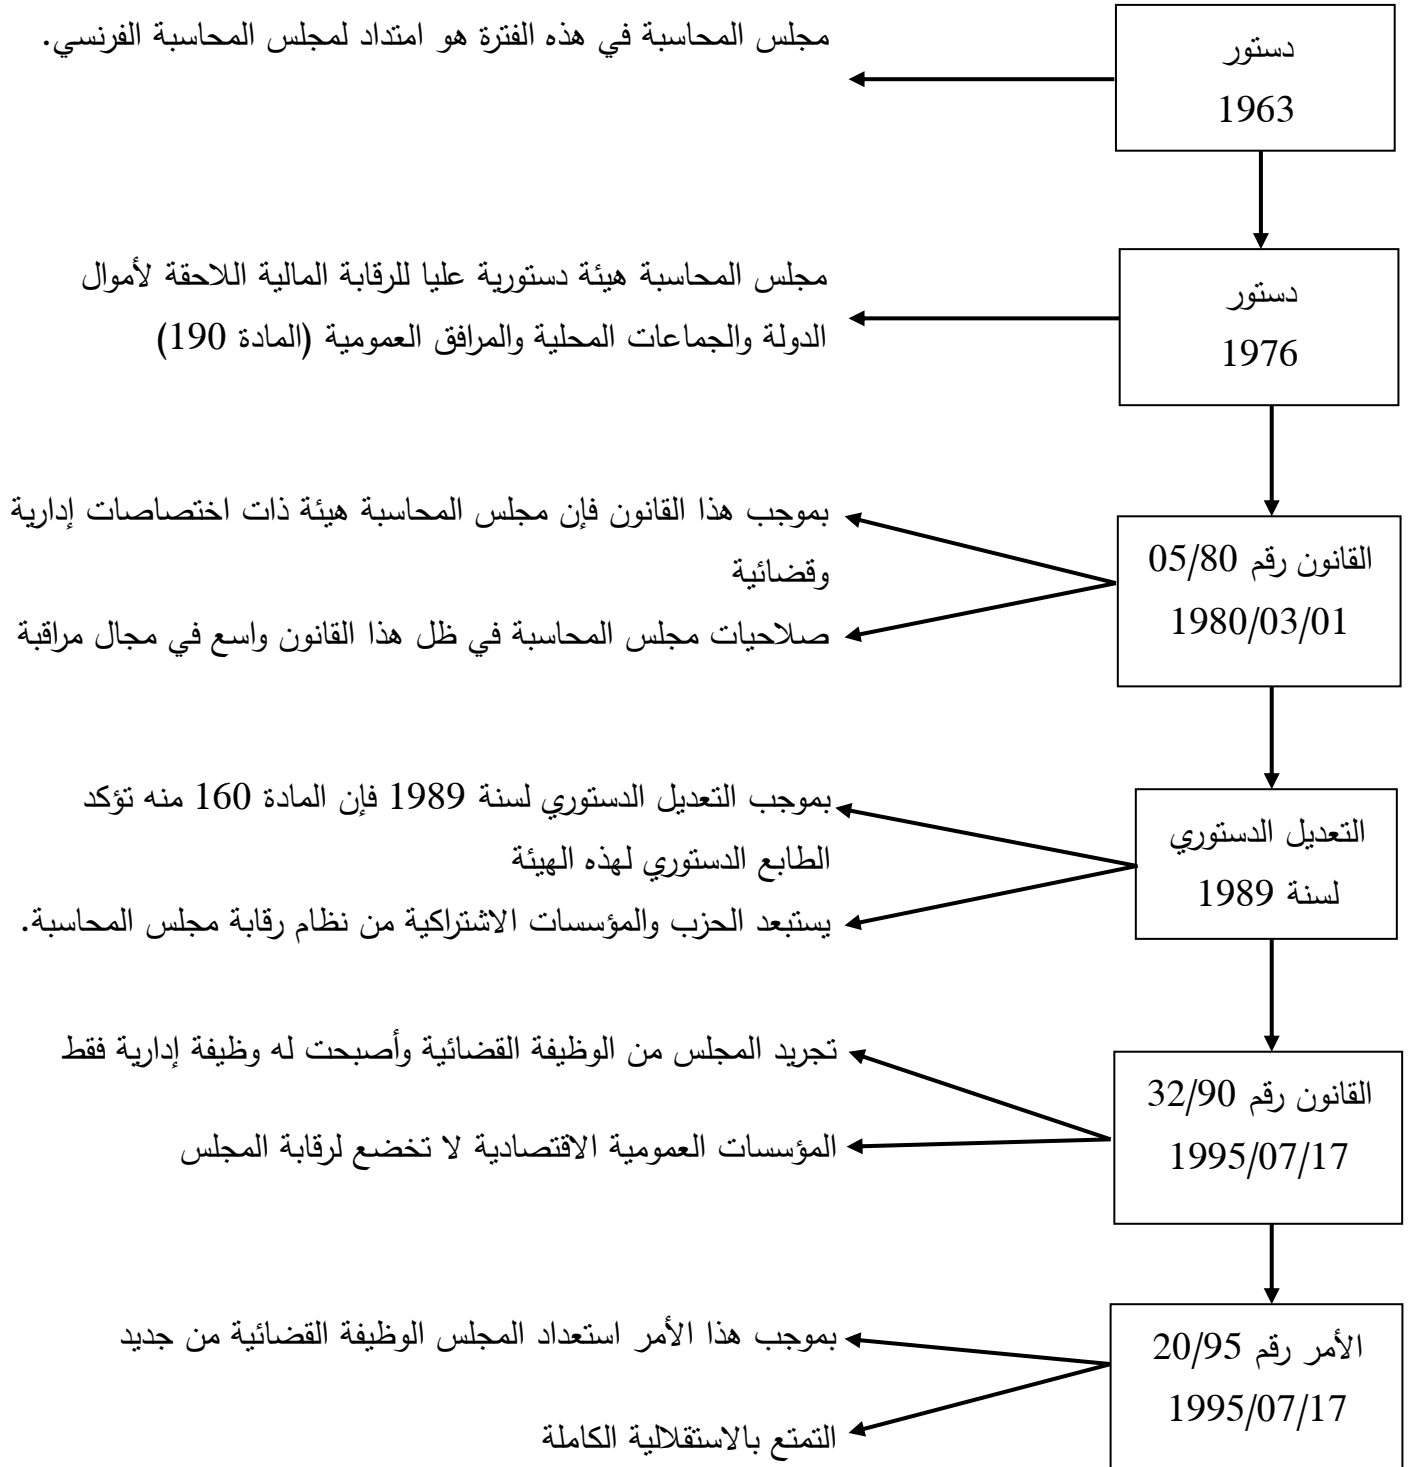 دستور
1963
مجلس المحاسبة في هذه الفترة هو امتداد لمجلس المحاسبة الفرنسي.
دستور
1976
مجلس المحاسبة هيئة دستورية عليا للرقابة المالية اللاحقة لأموال
الدولة والجماعات المحلية والمرافق العمومية (المادة 190)
القانون رقم 05/80
1980/03/01
بموجب هذا القانون فإن مجلس المحاسبة هيئة ذات اختصاصات إدارية
وقضائية
صلاحيات مجلس المحاسبة في ظل هذا القانون واسع في مجال مراقبة
التعديل الدستوري
لسنة 1989
بموجب التعديل الدستوري لسنة 1989 فإن المادة 160 منه تؤكد
الطابع الدستوري لهذه الهيئة
يستبعد الحزب والمؤسسات الاشتراكية من نظام رقابة مجلس المحاسبة.
القانون رقم 32/90
1995/07/17
تجريد المجلس من الوظيفة القضائية وأصبحت له وظيفة إدارية فقط
المؤسسات العمومية الاقتصادية لا تخضع لرقابة المجلس
الأمر رقم 20/95
1995/07/17
بموجب هذا الأمر استعداد المجلس الوظيفة القضائية من جديد
التمتع بالاستقلالية الكاملة